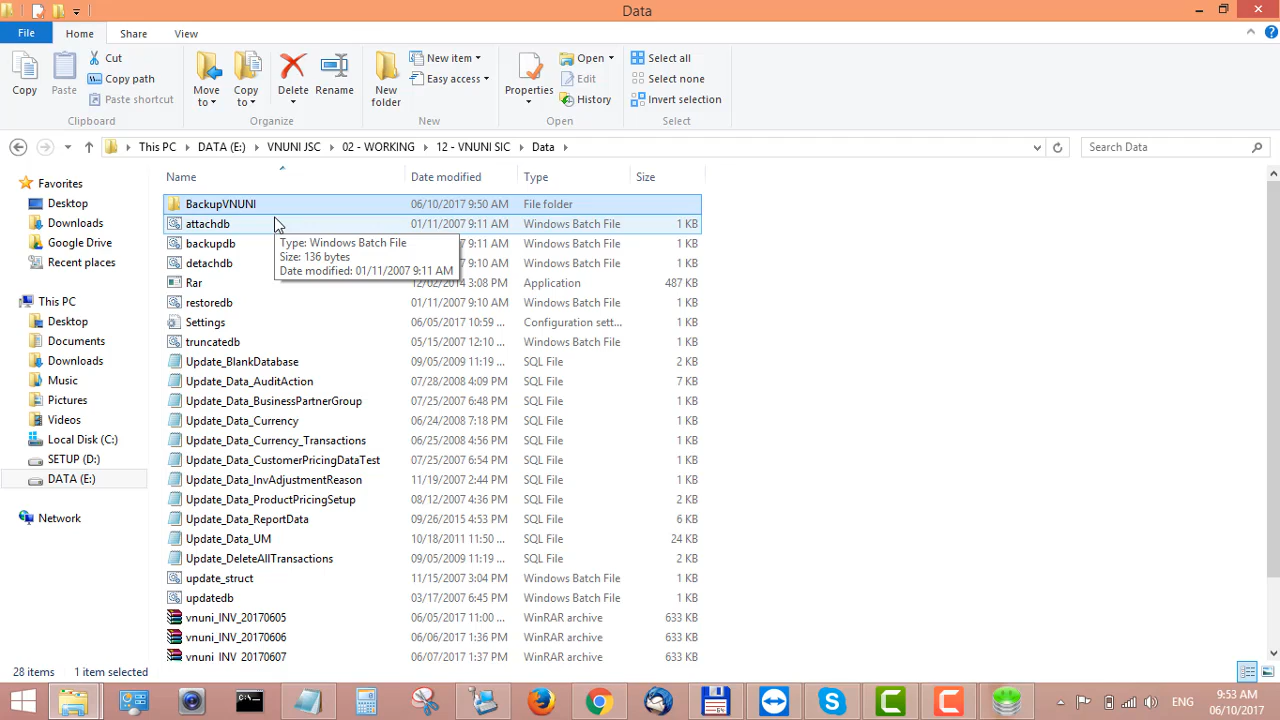 Data
File Home Share View
Copy
Paste
Cut
Copy path
Paste shortcut
Clipboard
Move to
Copy to
Delete
Rename
Organize
New folder
New item
Easy access
New
Properties
Open
Edit
History
Open
Select all
Select none
Invert selection
Select
This PC DATA (E:) VNUNI JSC 02 - WORKING 12 - VNUNI SIC Data
Search Data
Favorites
Desktop
Downloads
Google Drive
Recent places
This PC
Desktop
Documents
Downloads
Music
Pictures
Videos
Local Disk (C:)
SETUP (D:)
DATA (E:)
Network
Name Date modified Type Size
BackupVNUNI 06/10/2017 9:50 AM File folder
attachdb 01/11/2007 9:11 AM Windows Batch File 1 KB
backupdb 9:11 AM Windows Batch File 1 KB
detachdb 9:10 AM Windows Batch File 1 KB
Type: Windows Batch File
Size: 136 bytes
Date modified: 01/11/2007 9:11 AM
Rar 12/02/2014 3:08 PM Application 487 KB
restoredb 01/11/2007 9:10 AM Windows Batch File 1 KB
Settings 06/05/2017 10:59 ... Configuration sett... 1 KB
truncatedb 05/15/2007 12:10 ... Windows Batch File 1 KB
Update_BlankDatabase 09/05/2009 11:19 ... SQL File 2 KB
Update_Data_AuditAction 07/28/2008 4:09 PM SQL File 7 KB
Update_Data_BusinessPartnerGroup 07/25/2007 6:48 PM SQL File 1 KB
Update_Data_Currency 06/24/2008 7:18 PM SQL File 1 KB
Update_Data_Currency_Transactions 06/25/2008 4:56 PM SQL File 1 KB
Update_Data_CustomerPricingDataTest 07/25/2007 6:54 PM SQL File 1 KB
Update_Data_InvAdjustmentReason 11/19/2007 2:44 PM SQL File 1 KB
Update_Data_ProductPricingSetup 08/12/2007 4:36 PM SQL File 2 KB
Update_Data_ReportData 09/26/2015 4:53 PM SQL File 6 KB
Update_Data_UM 10/18/2011 11:50 ... SQL File 24 KB
Update_DeleteAllTransactions 09/05/2009 11:19 ... SQL File 2 KB
update_struct 11/15/2007 3:04 PM Windows Batch File 1 KB
updatedb 03/17/2007 6:45 PM Windows Batch File 1 KB
vnuni_INV_20170605 06/05/2017 11:00 ... WinRAR archive 633 KB
vnuni_INV_20170606 06/06/2017 1:36 PM WinRAR archive 633 KB
vnuni_INV_20170607 06/07/2017 1:37 PM WinRAR archive 633 KB
28 items 1 item selected
64
ENG
9:53 AM
06/10/2017